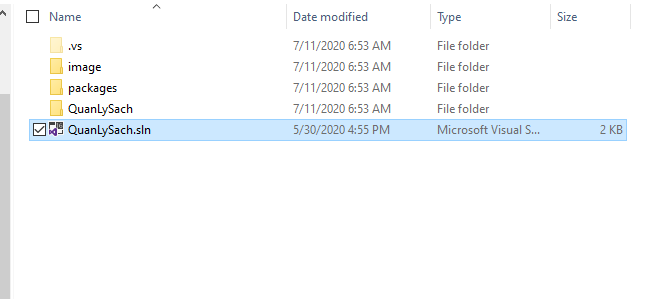 Name Date modified Type Size
.vs 7/11/2020 6:53 AM File folder
image 7/11/2020 6:53 AM File folder
packages 7/11/2020 6:53 AM File folder
QuanLySach 7/11/2020 6:53 AM File folder
QuanLySach.sln 5/30/2020 4:55 PM Microsoft Visual S... 2 KB